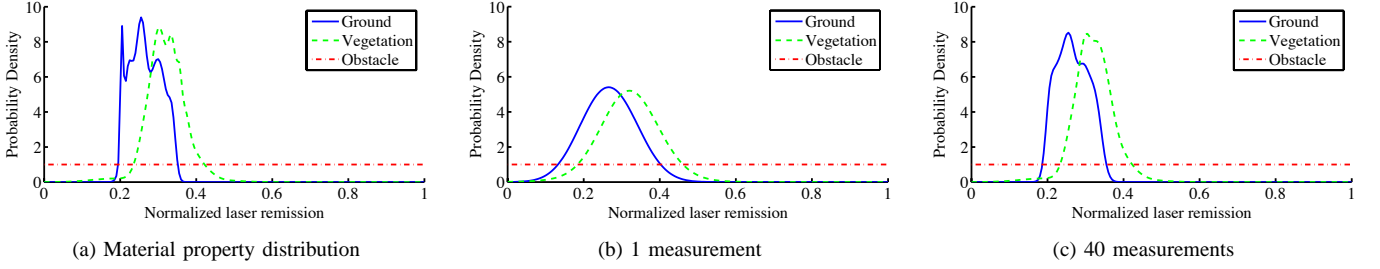 Probability Density
10
8
6
4
2
0
0
0.2
0.4
0.6
0.8
1
Normalized laser remission
Ground
Vegetation
Obstacle
(a) Material property distribution
Probability Density
10
8
6
4
2
0
0
0.2
0.4
0.6
0.8
1
Normalized laser remission
Ground
Vegetation
Obstacle
(b) 1 measurement
Probability Density
10
8
6
4
2
0
0
0.2
0.4
0.6
0.8
1
Normalized laser remission
Ground
Vegetation
Obstacle
(c) 40 measurements